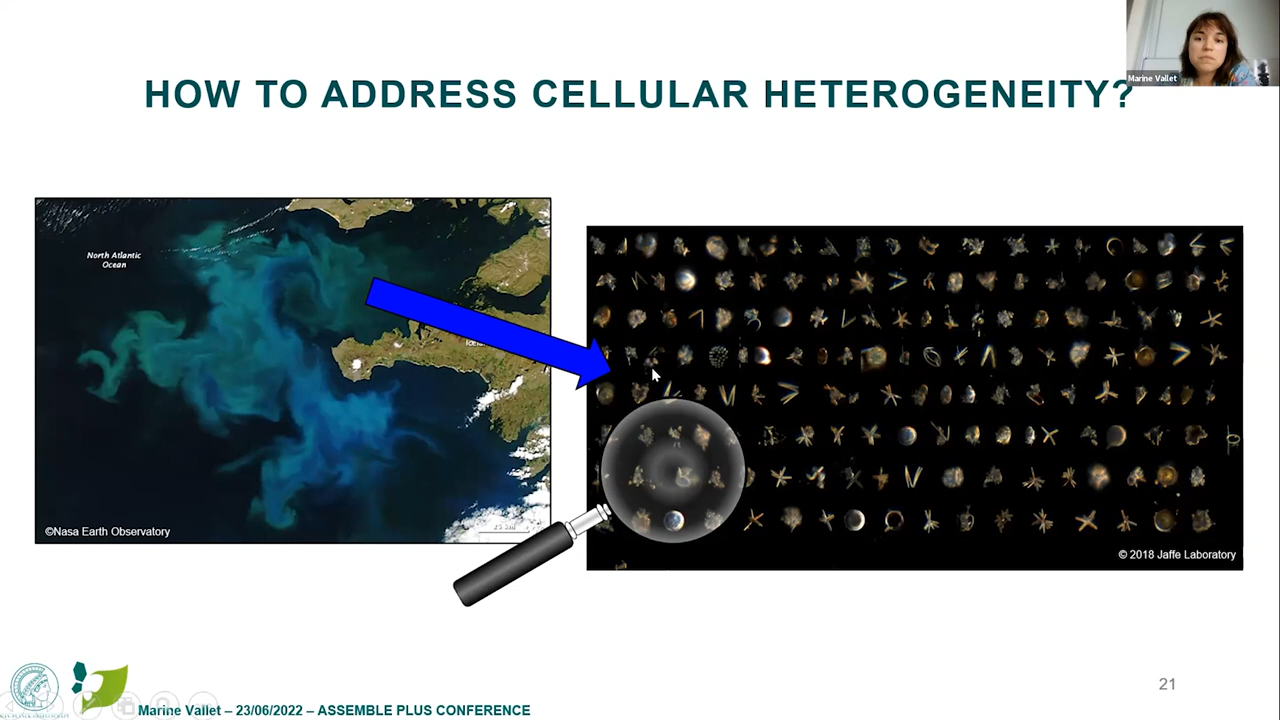 Marine Vallet
HOW TO ADDRESS CELLULAR HETEROGENEITY?
North Atlantic
Ocean
©Nasa Earth Observatory
© 2018 Jaffe Laboratory
21
Marine Vallet – 23/06/2022 – ASSEMBLE PLUS CONFERENCE